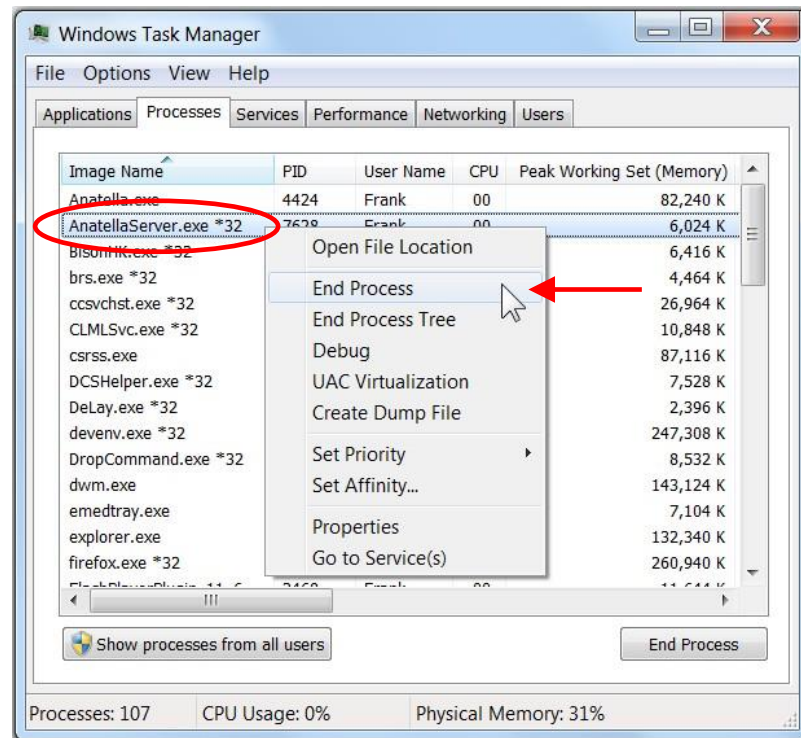 Windows Task Manager
File Options View Help
Applications Processes Services Performance Networking Users
Image Name PID User Name CPU Peak Working Set (Memory)
Anatella.exe 4424 Frank 00 82,240 K
AnatellaServer.exe *32 7628 Frank 00 6,024 K
BisonHK.exe *32 6,416 K
brs.exe *32 4,464 K
ccsvchst.exe *32 26,964 K
CLMLSvc.exe *32 10,848 K
csrss.exe 87,116 K
DCSHelper.exe *32 7,528 K
DeLay.exe *32 2,396 K
devenv.exe *32 247,308 K
DropCommand.exe *32 8,532 K
dwm.exe 143,124 K
emedtray.exe 7,104 K
explorer.exe 132,340 K
firefox.exe *32 260,940 K
Open File Location
End Process
End Process Tree
Debug
UAC Virtualization
Create Dump File
Set Priority
Set Affinity...
Properties
Go to Service(s)
Show processes from all users End Process
Processes: 107 CPU Usage: 0% Physical Memory: 31%